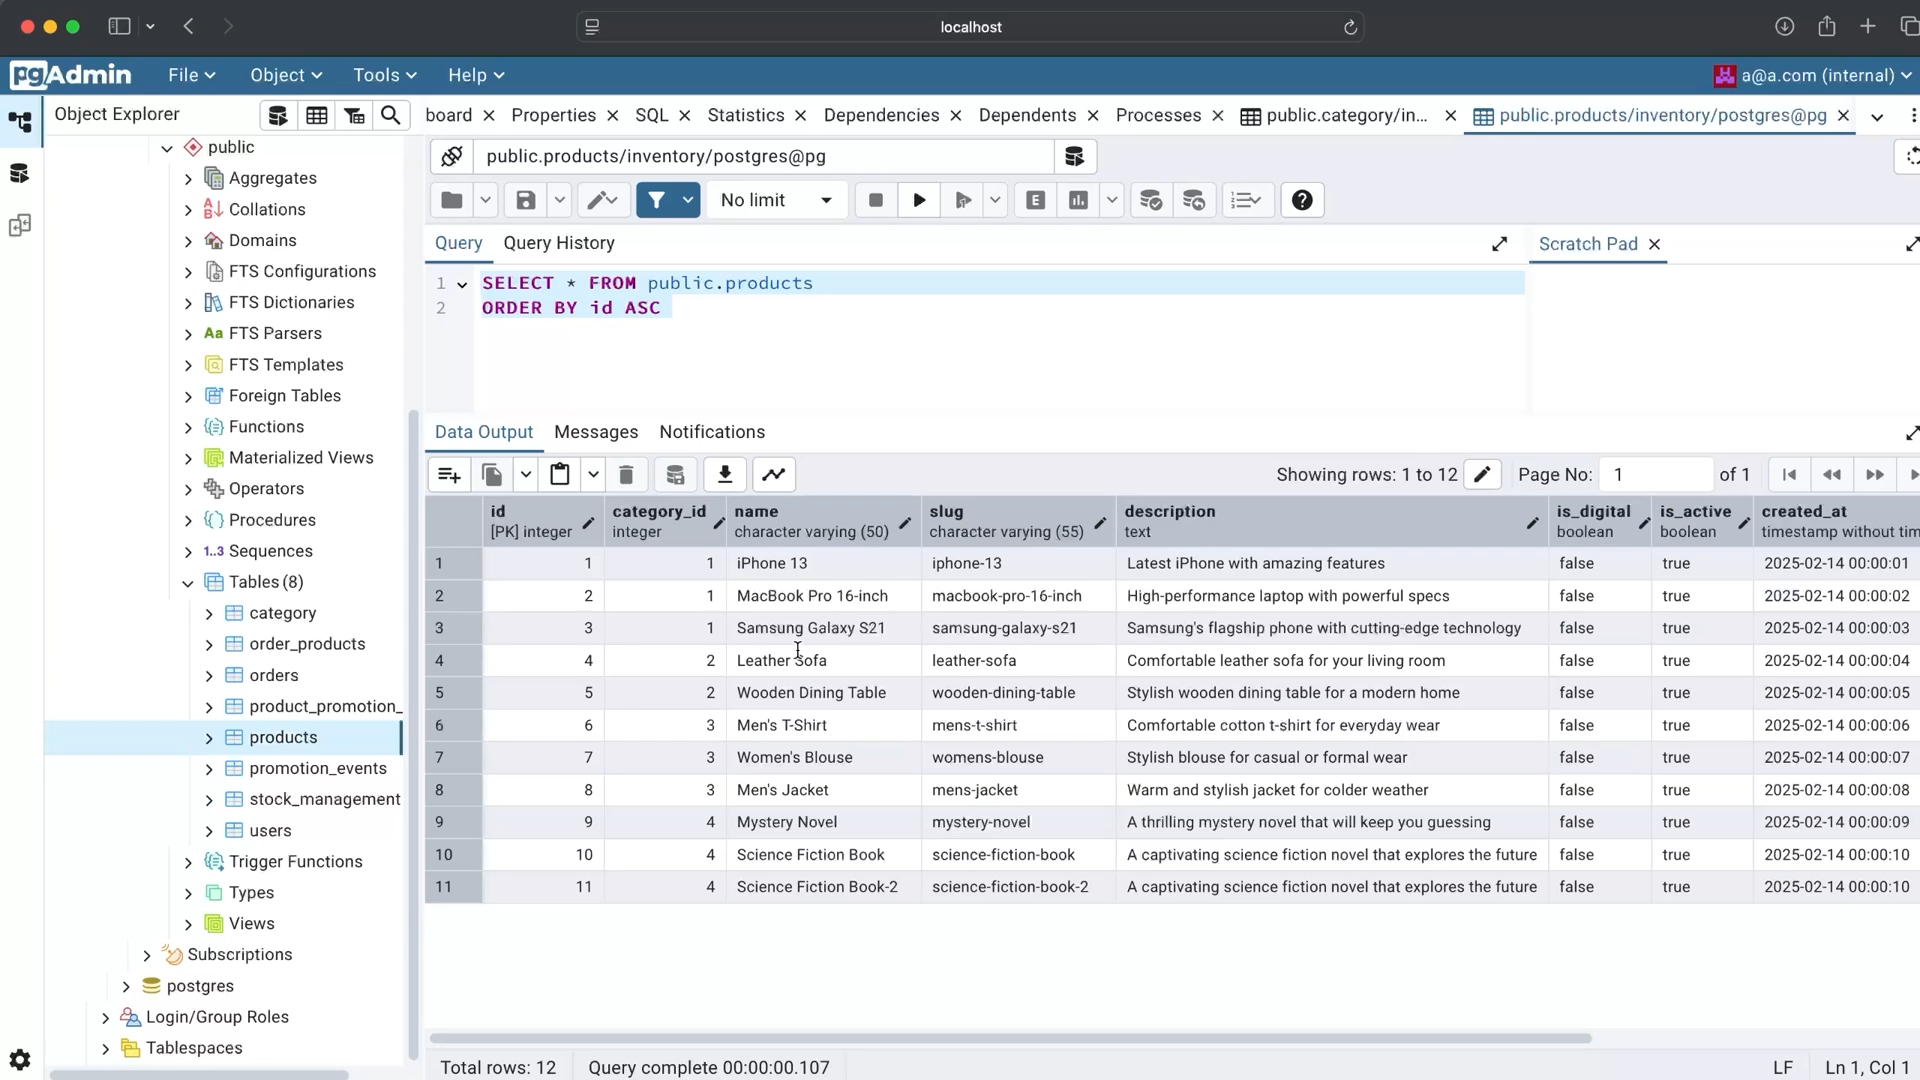 localhost
pgAdmin File Object Tools Help a@a.com (internal)
Object Explorer board Properties SQL Statistics Dependencies Dependents Processes public.category/in... public.products/inventory/postgres@pg
public
Aggregates
Collations
Domains
FTS Configurations
FTS Dictionaries
Aa FTS Parsers
FTS Templates
Foreign Tables
Functions
Materialized Views
Operators
Procedures
1..3 Sequences
Tables (8)
category
order_products
orders
product_promotion_
products
promotion_events
stock_management
users
Trigger Functions
Types
Views
Subscriptions
postgres
Login/Group Roles
Tablespaces
public.products/inventory/postgres@pg
No limit E
Query Query History Scratch Pad
1 SELECT * FROM public.products
2 ORDER BY id ASC
Data Output Messages Notifications
Showing rows: 1 to 12 Page No: 1 of 1
id category_id name slug description is_digital is_active created_at
[PK] integer integer character varying (50) character varying (55) text boolean boolean timestamp without tim
1 1 1 iPhone 13 iphone-13 Latest iPhone with amazing features false true 2025-02-14 00:00:01
2 2 1 MacBook Pro 16-inch macbook-pro-16-inch High-performance laptop with powerful specs false true 2025-02-14 00:00:02
3 3 1 Samsung Galaxy S21 samsung-galaxy-s21 Samsung's flagship phone with cutting-edge technology false true 2025-02-14 00:00:03
4 4 2 Leather Sofa leather-sofa Comfortable leather sofa for your living room false true 2025-02-14 00:00:04
5 5 2 Wooden Dining Table wooden-dining-table Stylish wooden dining table for a modern home false true 2025-02-14 00:00:05
6 6 3 Men's T-Shirt mens-t-shirt Comfortable cotton t-shirt for everyday wear false true 2025-02-14 00:00:06
7 7 3 Women's Blouse womens-blouse Stylish blouse for casual or formal wear false true 2025-02-14 00:00:07
8 8 3 Men's Jacket mens-jacket Warm and stylish jacket for colder weather false true 2025-02-14 00:00:08
9 9 4 Mystery Novel mystery-novel A thrilling mystery novel that will keep you guessing false true 2025-02-14 00:00:09
10 10 4 Science Fiction Book science-fiction-book A captivating science fiction novel that explores the future false true 2025-02-14 00:00:10
11 11 4 Science Fiction Book-2 science-fiction-book-2 A captivating science fiction novel that explores the future false true 2025-02-14 00:00:10
Total rows: 12 Query complete 00:00:00.107 LF Ln 1, Col 1